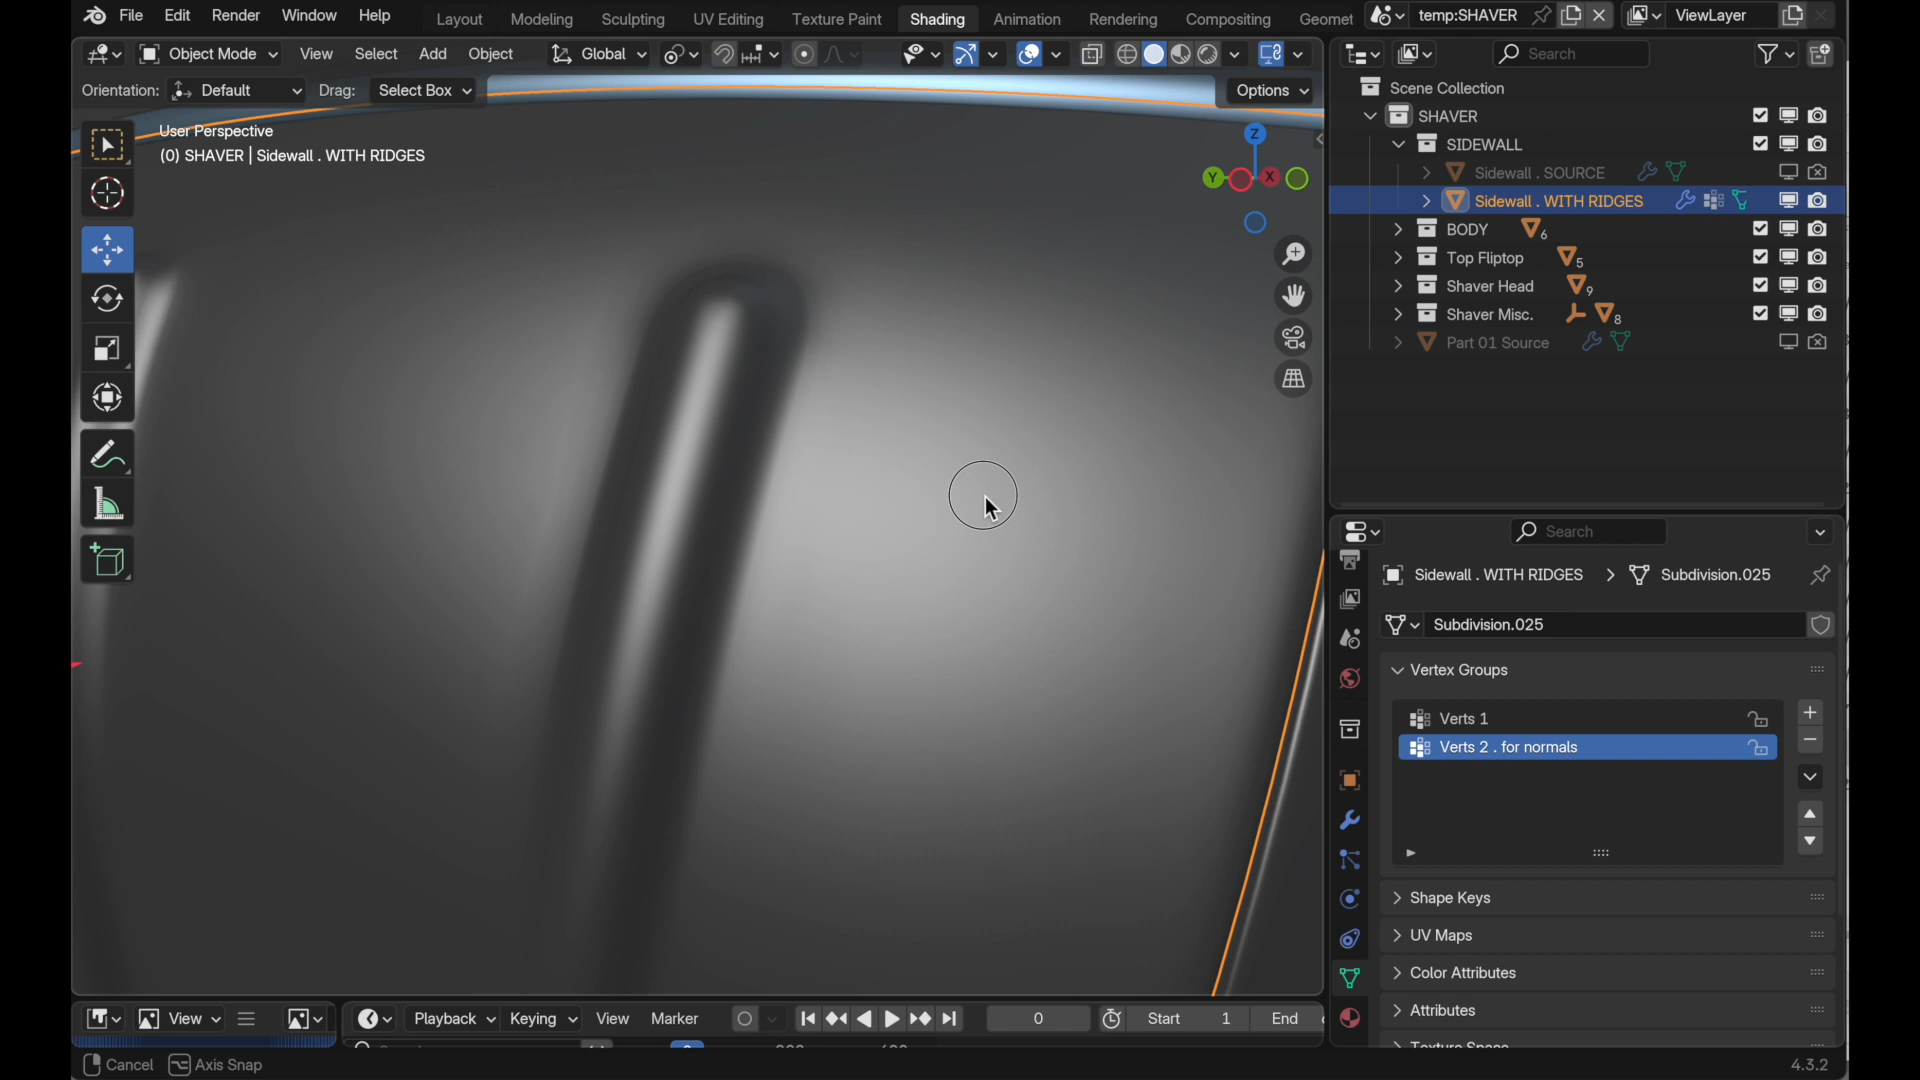 File Edit Render Window Help
Layout Modeling Sculpting UV Editing Texture Paint Shading Animation Rendering Compositing Geomet
temp:SHAVER
ViewLayer
Object Mode View Select Add Object
Global
Search
Orientation: Default Drag: Select Box
Options
User Perspective
(0) SHAVER | Sidewall . WITH RIDGES
Z
Y
X
Scene Collection
SHAVER
SIDEWALL
Sidewall . SOURCE
Sidewall . WITH RIDGES
BODY 6
Top Fliptop 5
Shaver Head 9
Shaver Misc. 8
Part 01 Source
Search
Sidewall . WITH RIDGES Subdivision.025
Subdivision.025
Vertex Groups
Verts 1
Verts 2 . for normals
Shape Keys
UV Maps
Color Attributes
Attributes
View
Playback Keying View Marker
0
Start 1 End
Cancel Axis Snap
4.3.2